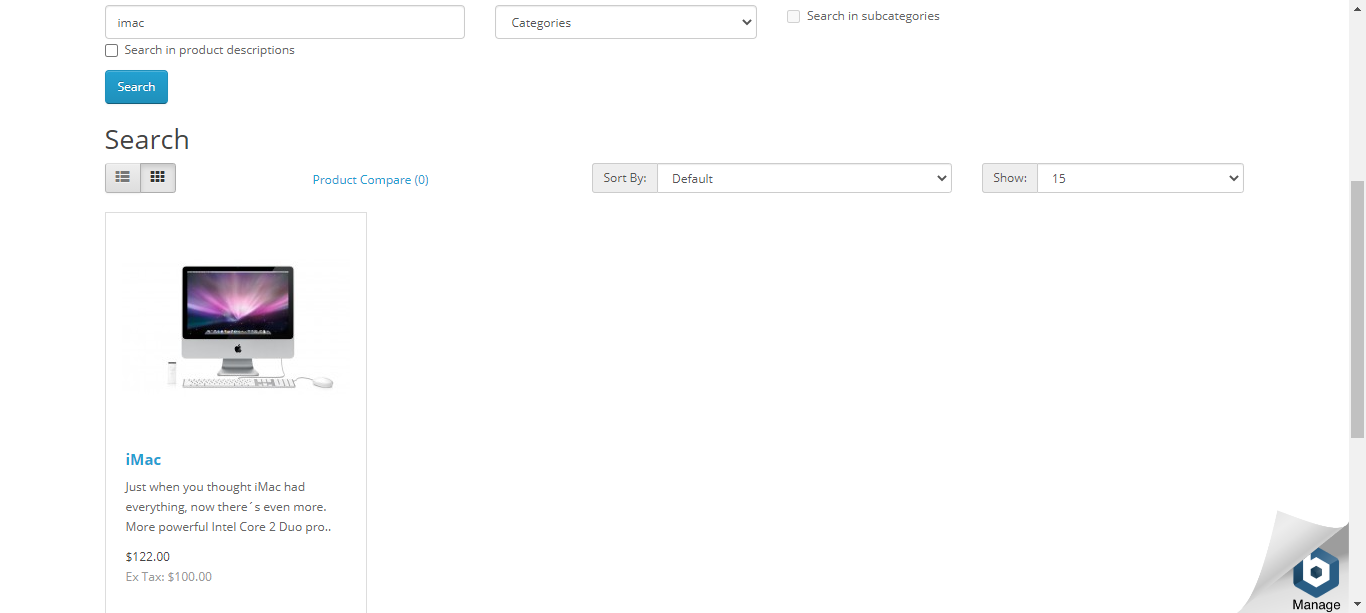 imac
Categories
Search in subcategories
Search in product descriptions
Search
Search
Product Compare (0)
Sort By:
Default
Show:
15
iMac
Just when you thought iMac had
everything, now there´s even more.
More powerful Intel Core 2 Duo pro..
$122.00
Ex Tax: $100.00
Manage